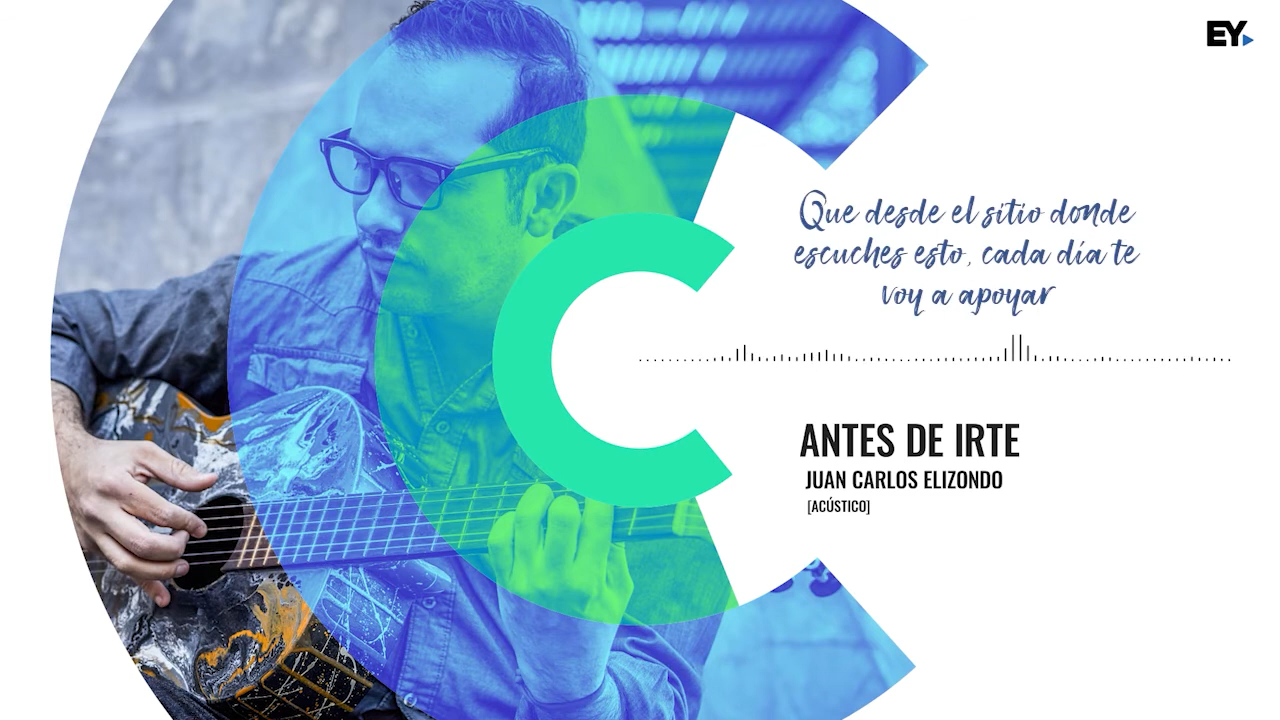 EY
Que desde el sitio donde
escuches esto, cada día te
voy a apoyar
ANTES DE IRTE
JUAN CARLOS ELIZONDO
[ACÚSTICO]